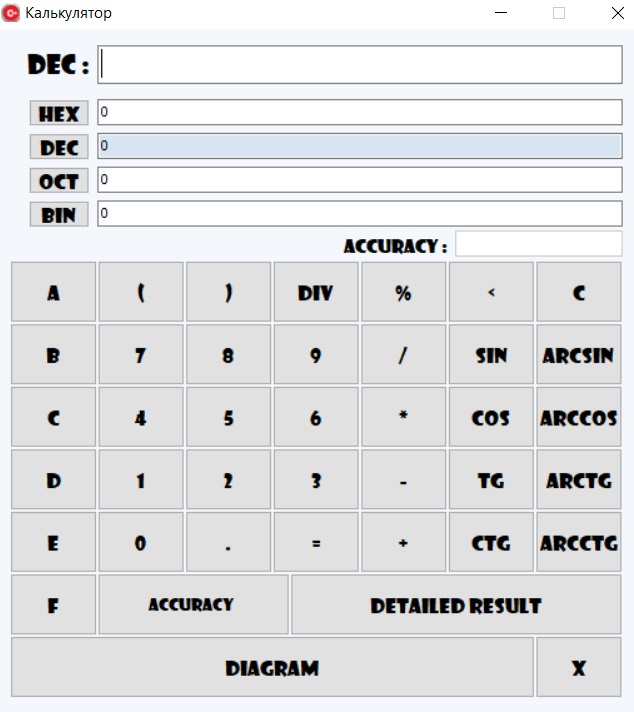 Калькулятор
DEC :
HEX 0
DEC 0
OCT 0
BIN 0
ACCURACY :
A ( ) DIV % < C
B 7 8 9 / SIN ARCSIN
C 4 5 6 * COS ARCCOS
D 1 2 3 - TG ARCTG
E 0 . = + CTG ARCCTG
F ACCURACY DETAILED RESULT
DIAGRAM X